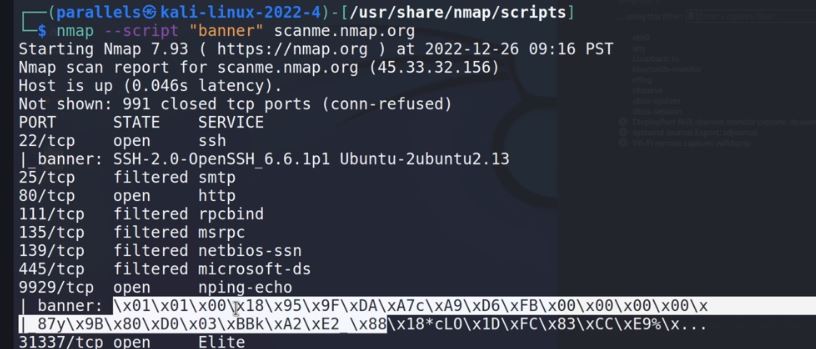 (parallels㉿kali-linux-2022-4)-[/usr/share/nmap/scripts]
$ nmap --script "banner" scanme.nmap.org
Starting Nmap 7.93 ( https://nmap.org ) at 2022-12-26 09:16 PST
Nmap scan report for scanme.nmap.org (45.33.32.156)
Host is up (0.046s latency).
Not shown: 991 closed tcp ports (conn-refused)
PORT STATE SERVICE
22/tcp open ssh
|_banner: SSH-2.0-OpenSSH_6.6.1p1 Ubuntu-2ubuntu2.13
25/tcp filtered smtp
80/tcp open http
111/tcp filtered rpcbind
135/tcp filtered msrpc
139/tcp filtered netbios-ssn
445/tcp filtered microsoft-ds
9929/tcp open nping-echo
| banner: \x01\x01\x00\x18\x95\x9F\xDA\xA7c\xA9\xD6\xFB\x00\x00\x00\x00\x
|_87y\x9B\x80\xD0\x03\xBBk\xA2\xE2_\x88\x18*cLO\x1D\xFC\x83\xCC\xE9%\x...
31337/tcp open Elite